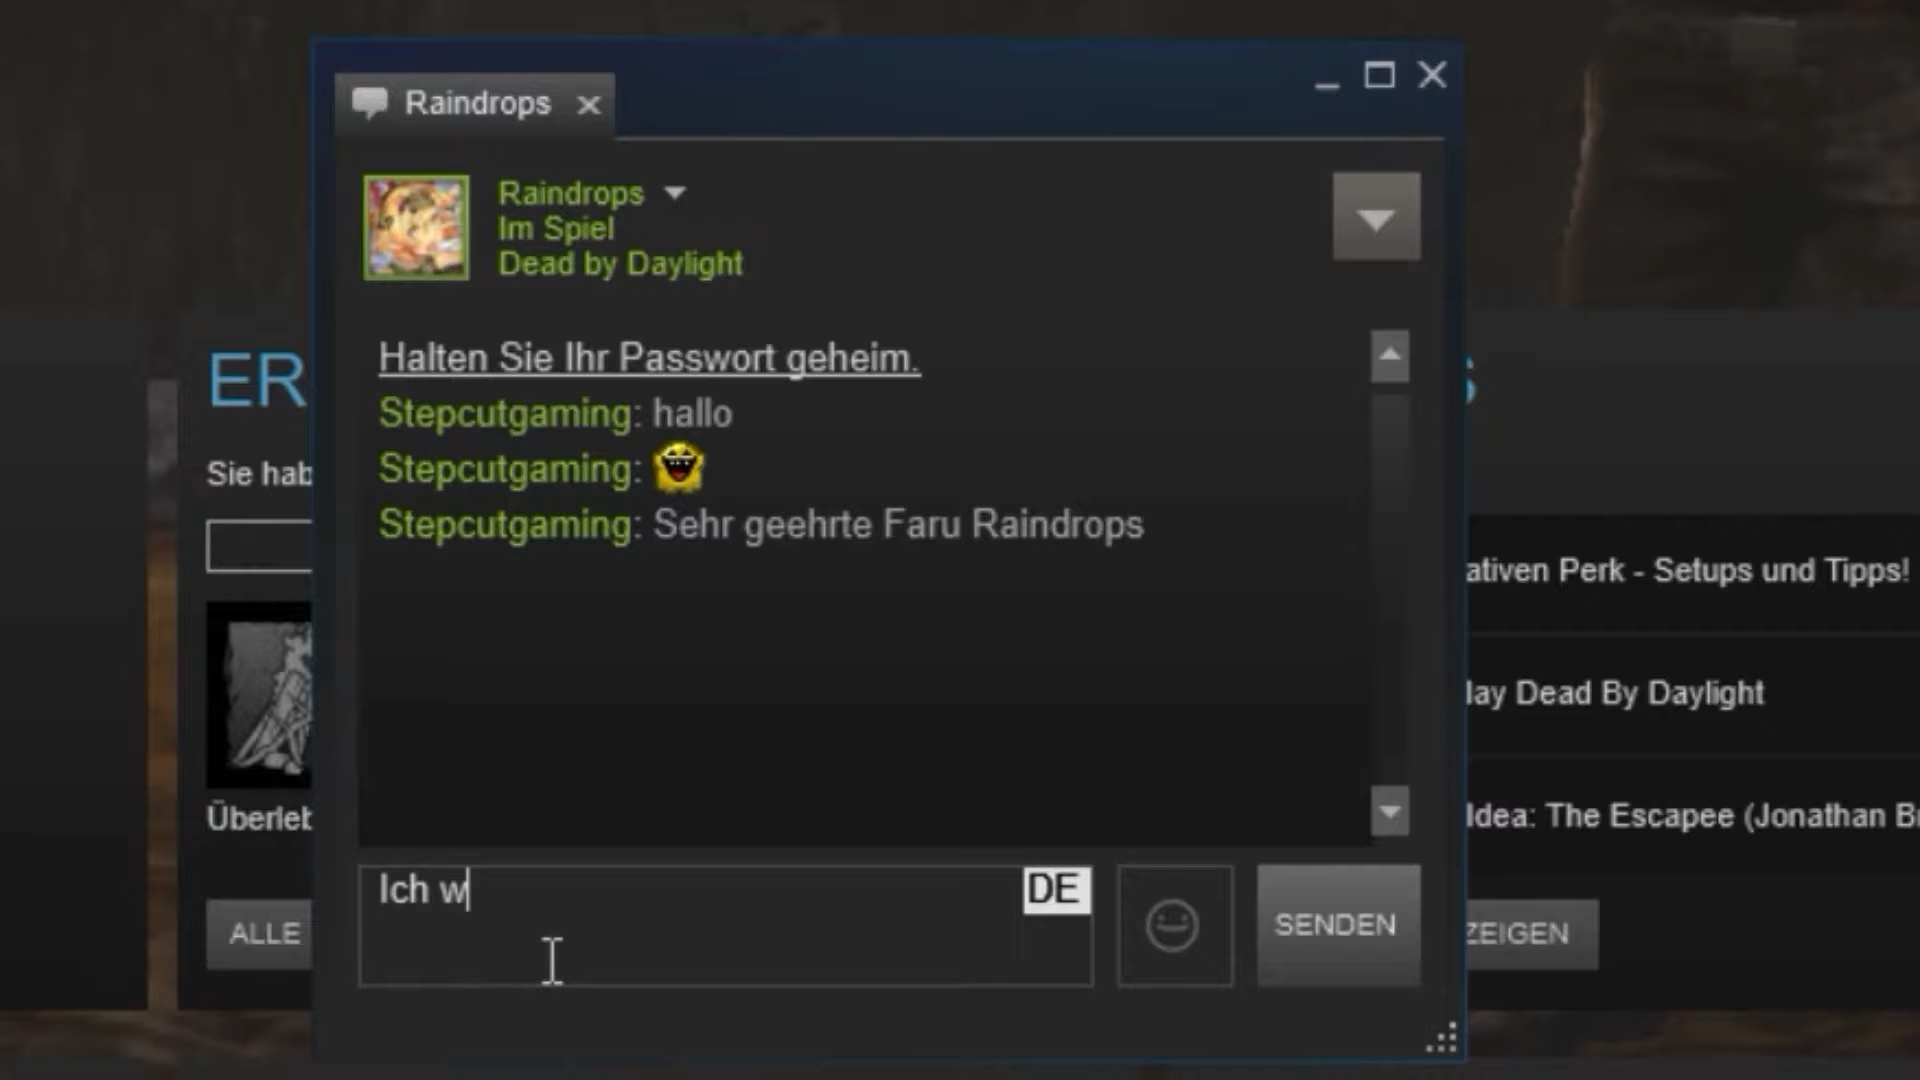 Raindrops
Raindrops
Im Spiel
Dead by Daylight
Halten Sie Ihr Passwort geheim.
Stepcutgaming: hallo
Stepcutgaming:
Stepcutgaming: Sehr geehrte Faru Raindrops
Ich w
DE
SENDEN
ER
Sie hab
Überleb
ALLE
ativen Perk - Setups und Tipps!
lay Dead By Daylight
Idea: The Escapee (Jonathan B
ZEIGEN